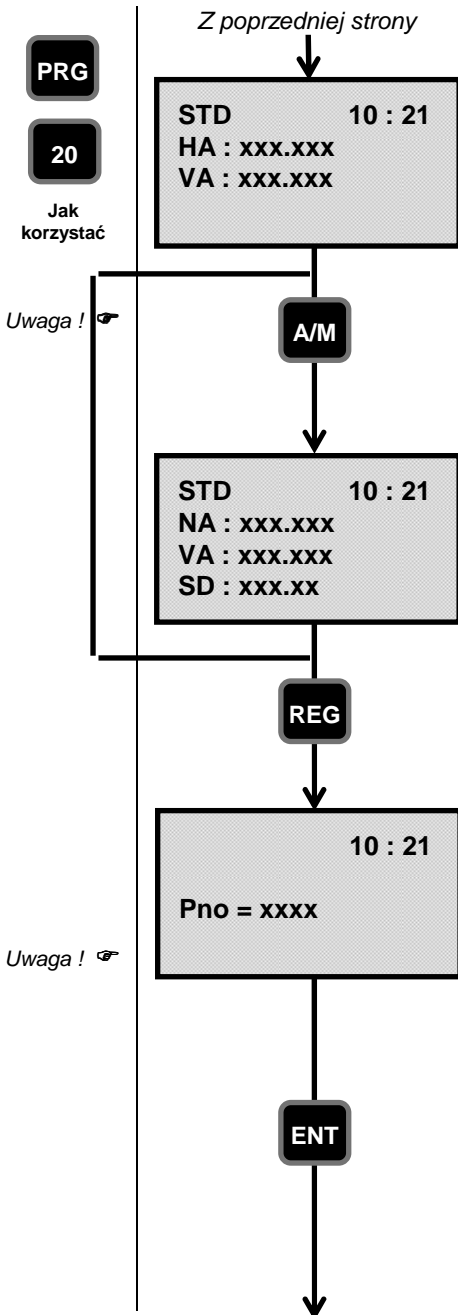 Z poprzedniej strony
PRG
20
Jak
korzystać
STD 10 : 21
HA : xxx.xxx
VA : xxx.xxx
Uwaga ! ☞
A/M
STD 10 : 21
NA : xxx.xxx
VA : xxx.xxx
SD : xxx.xx
REG
10 : 21
Pno = xxxx
Uwaga ! ☞
ENT